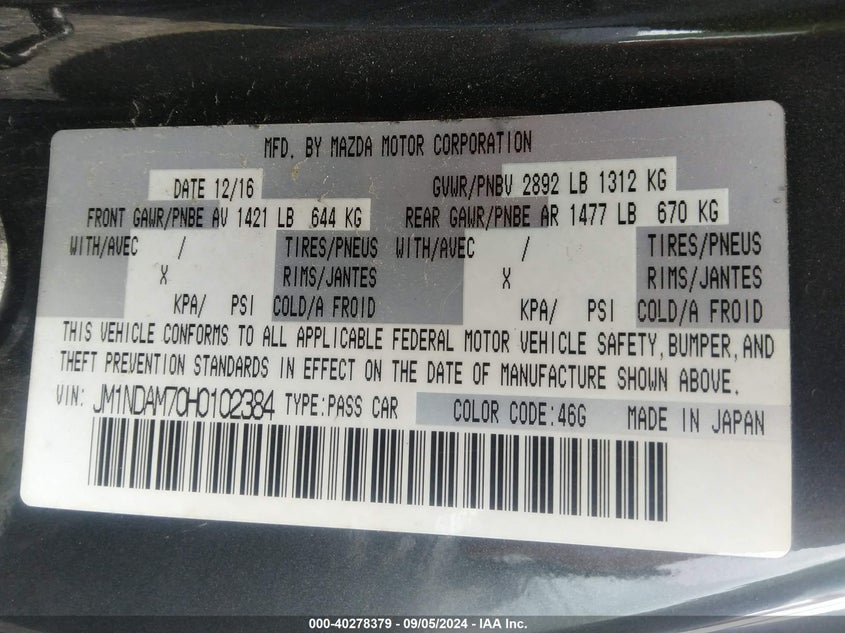 MFD. BY MAZDA MOTOR CORPORATION
DATE 12/16 GVWR/PNBV 2892 LB 1312 KG
FRONT GAWR/PNBE AV 1421 LB 644 KG REAR GAWR/PNBE AR 1477 LB 670 KG
WITH/AVEC / TIRES/PNEUS WITH/AVEC / TIRES/PNEUS
X RIMS/JANTES X RIMS/JANTES
KPA/ PSI COLD/A FROID KPA/ PSI COLD/A FROID
THIS VEHICLE CONFORMS TO ALL APPLICABLE FEDERAL MOTOR VEHICLE SAFETY, BUMPER, AND
THEFT PREVENTION STANDARDS IN EFFECT ON THE DATE OF MANUFACTURE SHOWN ABOVE.
VIN: JM1NDAM70H0102384 TYPE:PASS CAR COLOR CODE:46G MADE IN JAPAN
000-40278379 - 09/05/2024 - IAA Inc.